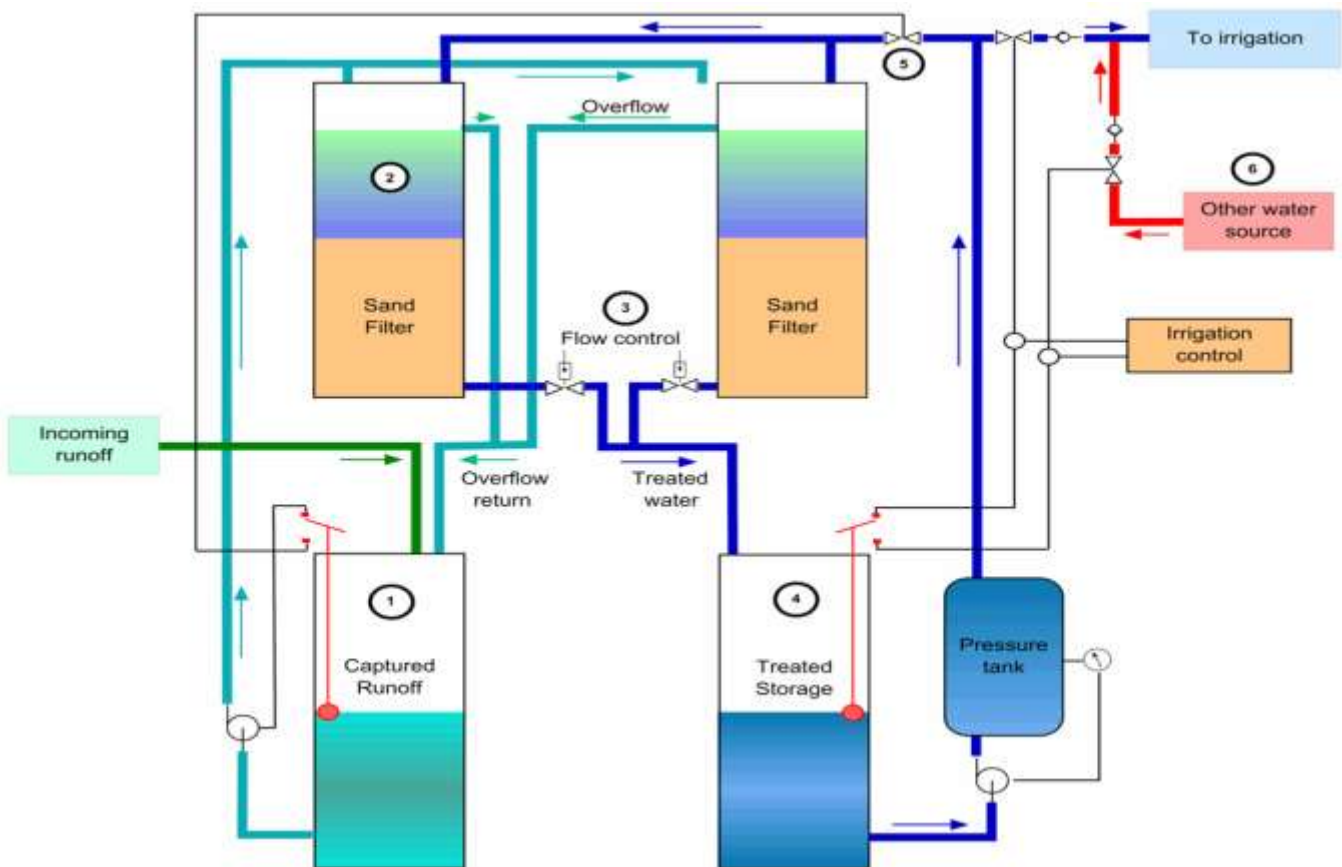 To irrigation
5
Overflow
2
6
Other water
source
Sand
Filter
3
Flow control
Sand
Filter
Irrigation
control
Incoming
runoff
Overflow
return
Treated
water
1
4
Captured
Runoff
Treated
Storage
Pressure
tank